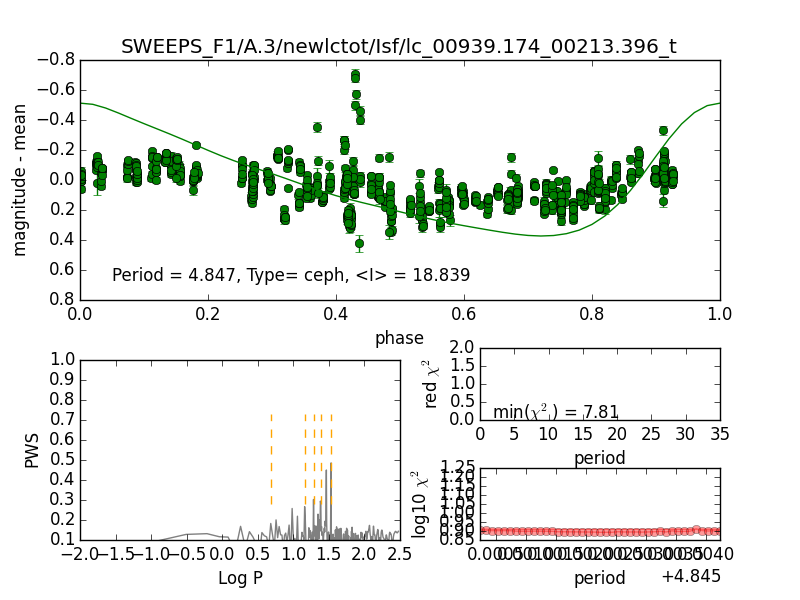 SWEEPS_F1/A.3/newlctot/Isf/lc_00939.174_00213.396_t
magnitude - mean
−0.8
−0.6
−0.4
−0.2
0.0
0.2
0.4
0.6
0.8
Period = 4.847, Type= ceph, <I> = 18.839
0.0 0.2 0.4 0.6 0.8 1.0
phase
PWS
1.0
0.9
0.8
0.7
0.6
0.5
0.4
0.3
0.2
0.1
−2.0 −1.5 −1.0 −0.5 0.0 0.5 1.0 1.5 2.0 2.5
Log P
red χ²
2.0
1.5
1.0
0.5
0.0
min(χ²) = 7.81
0 5 10 15 20 25 30 35
period
log10 χ²
1.25
1.20
1.15
1.10
1.05
1.00
0.95
0.90
0.85
period
+4.845